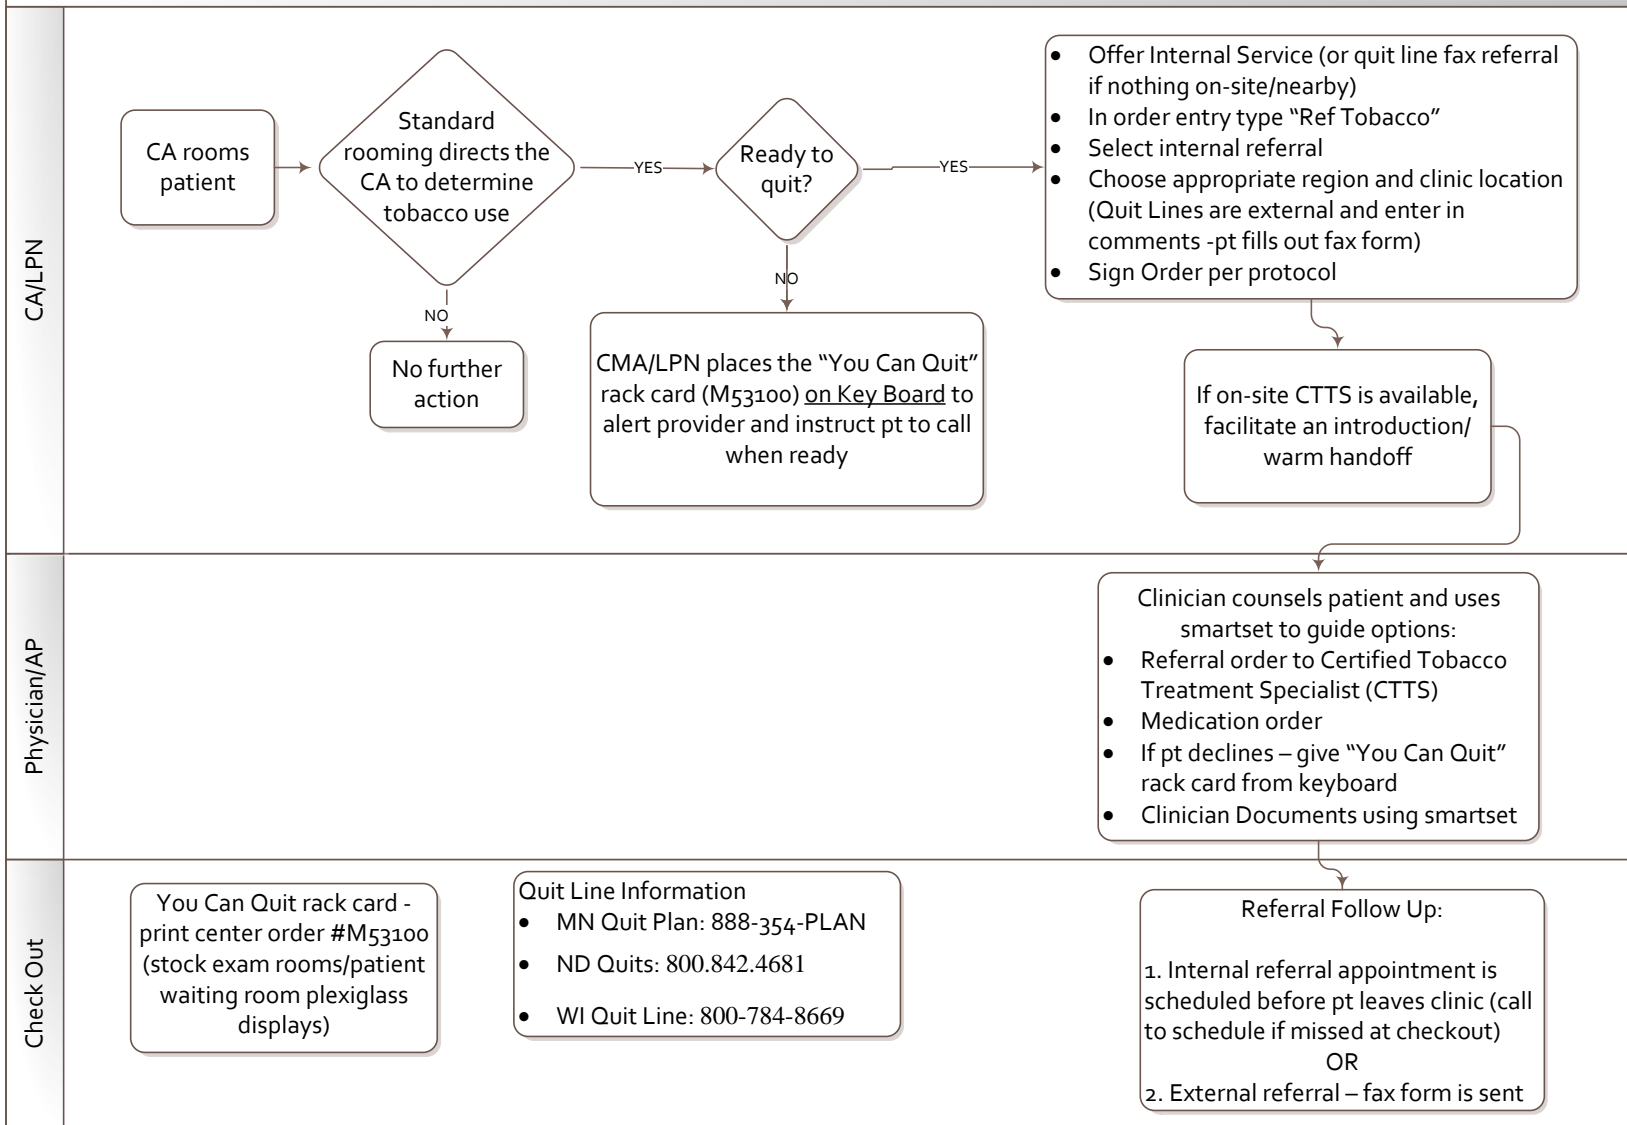 CA/LPN
CA rooms
patient
Standard
rooming directs the
CA to determine
tobacco use
YES
NO
No further
action
Ready to
quit?
YES
NO
CMA/LPN places the “You Can Quit”
rack card (M53100) on Key Board to
alert provider and instruct pt to call
when ready
• Offer Internal Service (or quit line fax referral
if nothing on-site/nearby)
• In order entry type “Ref Tobacco”
• Select internal referral
• Choose appropriate region and clinic location
(Quit Lines are external and enter in
comments -pt fills out fax form)
• Sign Order per protocol
If on-site CTTS is available,
facilitate an introduction/
warm handoff
Physician/AP
Clinician counsels patient and uses
smartset to guide options:
• Referral order to Certified Tobacco
Treatment Specialist (CTTS)
• Medication order
• If pt declines – give “You Can Quit”
rack card from keyboard
• Clinician Documents using smartset
Check Out
You Can Quit rack card -
print center order #M53100
(stock exam rooms/patient
waiting room plexiglass
displays)
Quit Line Information
• MN Quit Plan: 888-354-PLAN
• ND Quits: 800.842.4681
• WI Quit Line: 800-784-8669
Referral Follow Up:
1. Internal referral appointment is
scheduled before pt leaves clinic (call
to schedule if missed at checkout)
OR
2. External referral – fax form is sent